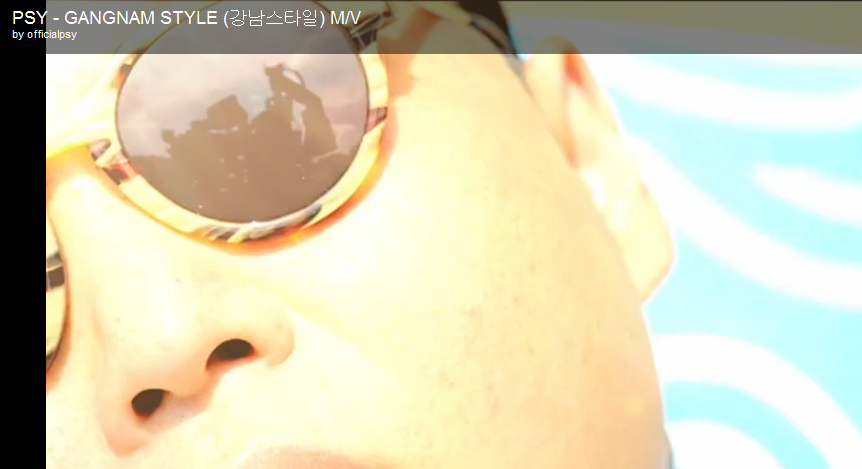 PSY - GANGNAM STYLE (강남스타일) M/V
by officialpsy